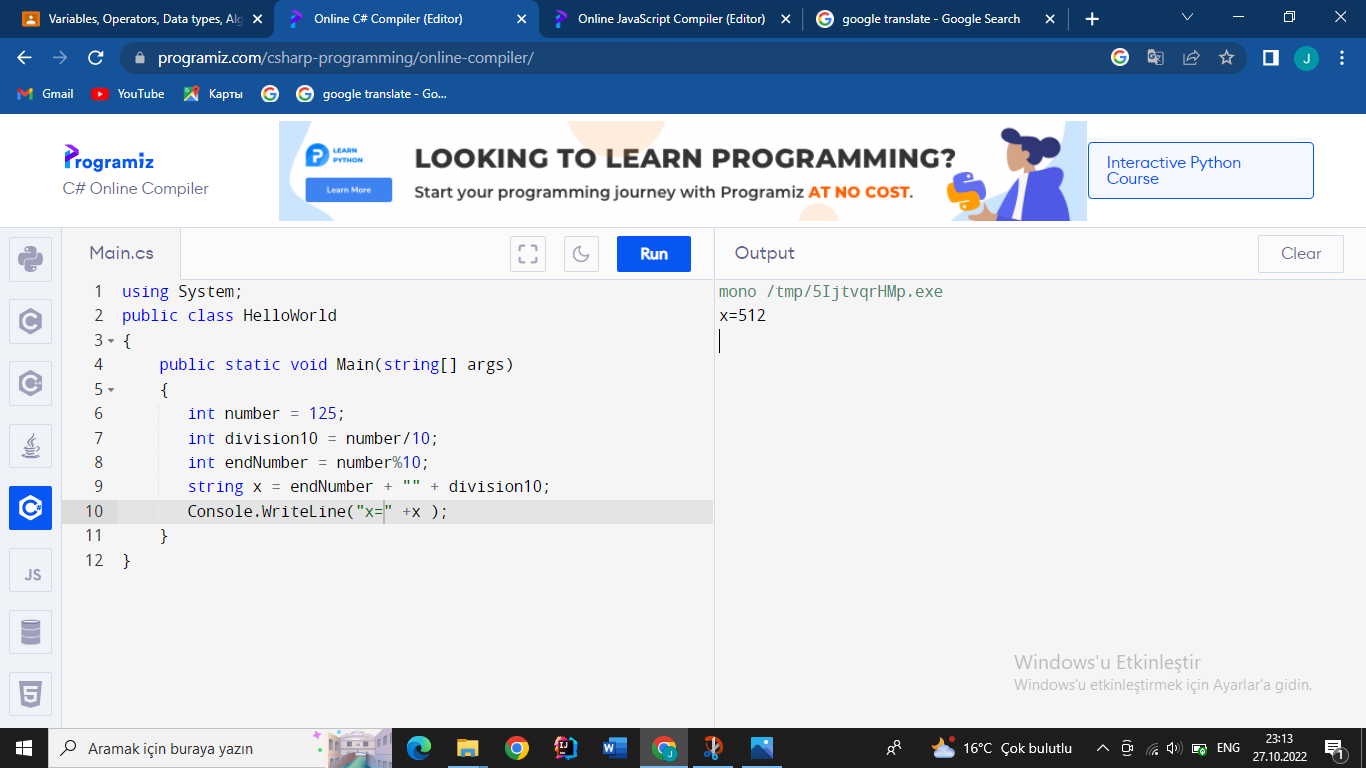 Variables, Operators, Data types, Alg
Online C# Compiler (Editor)
Online JavaScript Compiler (Editor)
google translate - Google Search
programiz.com/csharp-programming/online-compiler/
J
Gmail
YouTube
Карты
google translate - Go...
Programiz
C# Online Compiler
LEARN
PYTHON
Learn More
LOOKING TO LEARN PROGRAMMING?
Start your programming journey with Programiz AT NO COST.
Interactive Python
Course
Main.cs
Run
Output
Clear
1 using System;
2 public class HelloWorld
3 {
4 public static void Main(string[] args)
5 {
6 int number = 125;
7 int division10 = number/10;
8 int endNumber = number%10;
9 string x = endNumber + "" + division10;
10 Console.WriteLine("x=" +x );
11 }
12 }
mono /tmp/5IjtvqrHMp.exe
x=512
JS
Windows'u Etkinleştir
Windows'u etkinleştirmek için Ayarlar'a gidin.
Aramak için buraya yazın
16°C Çok bulutlu
ENG
23:13
27.10.2022
1